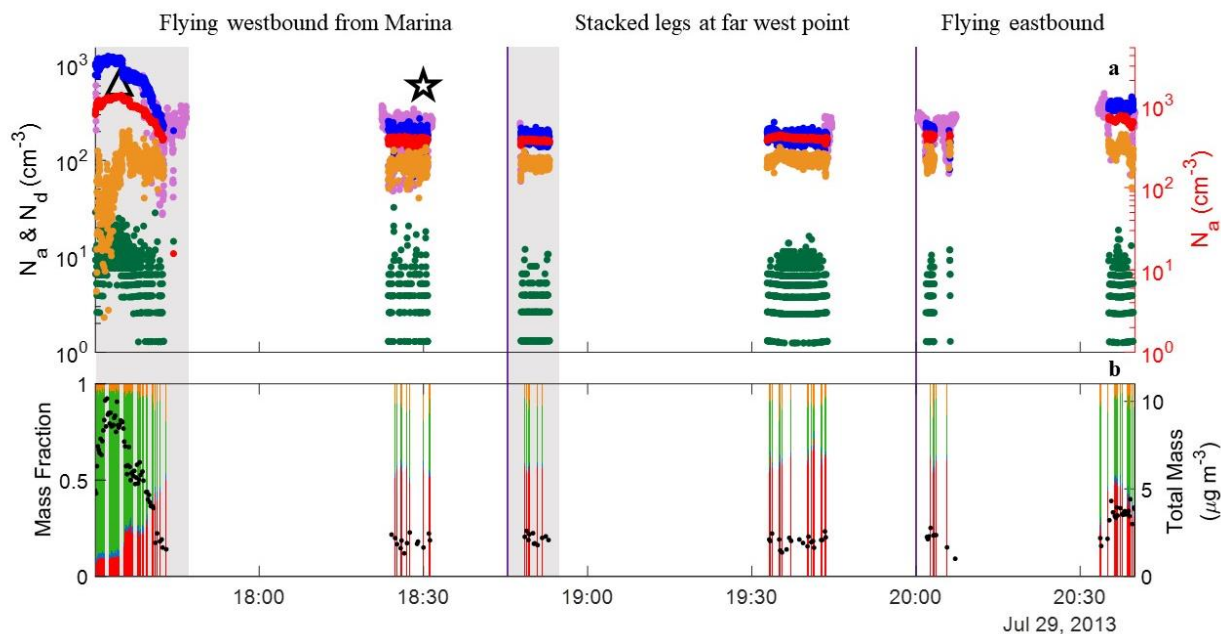 Flying westbound from Marina
Stacked legs at far west point
Flying eastbound
a
10³
10²
10¹
10⁰
Nₐ & N_d (cm⁻³)
10³
10²
10¹
10⁰
Nₐ (cm⁻³)
b
1
0.5
0
Mass Fraction
10
5
0
Total Mass
(μg m⁻³)
18:00
18:30
19:00
19:30
20:00
20:30
Jul 29, 2013